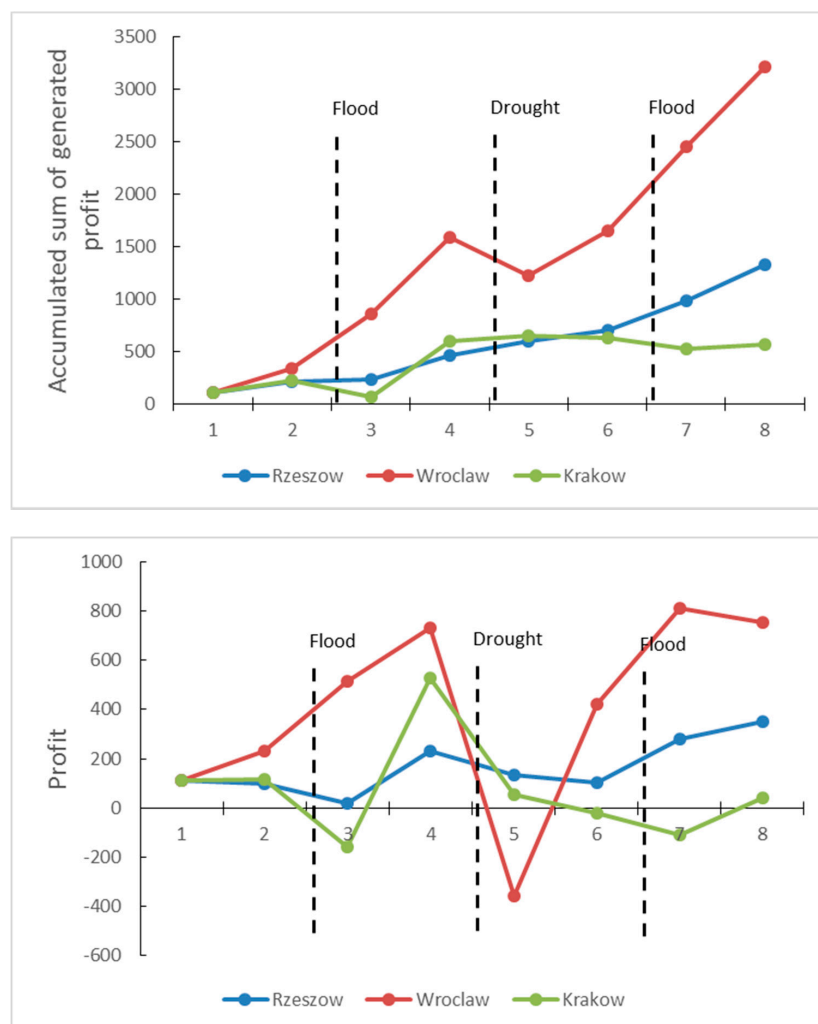 Accumulated sum of generated
profit
3500
3000
2500
2000
1500
1000
500
0
Flood
Drought
Flood
1 2 3 4 5 6 7 8
Rzeszow Wroclaw Krakow
Profit
1000
800
600
400
200
0
-200
-400
-600
Flood
Drought
Flood
1 2 3 4 5 6 7 8
Rzeszow Wroclaw Krakow